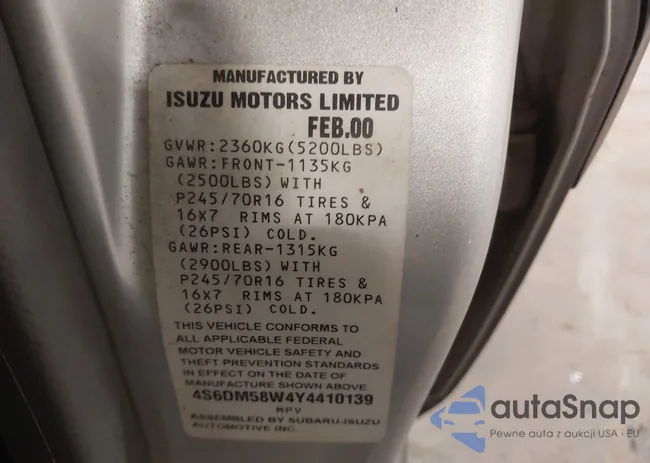 MANUFACTURED BY
ISUZU MOTORS LIMITED
FEB.00
GVWR:2360KG(5200LBS)
GAWR:FRONT-1135KG
(2500LBS) WITH
P245/70R16 TIRES &
16X7 RIMS AT 180KPA
(26PSI) COLD.
GAWR:REAR-1315KG
(2900LBS) WITH
P245/70R16 TIRES &
16X7 RIMS AT 180KPA
(26PSI) COLD.
THIS VEHICLE CONFORMS TO
ALL APPLICABLE FEDERAL
MOTOR VEHICLE SAFETY AND
THEFT PREVENTION STANDARDS
IN EFFECT ON THE DATE OF
MANUFACTURE SHOWN ABOVE
4S6DM58W4Y4410139
MPV
ASSEMBLED BY SUBARU-ISUZU
AUTOMOTIVE INC.
autoSnap
Pewne auta z aukcji USA i EU